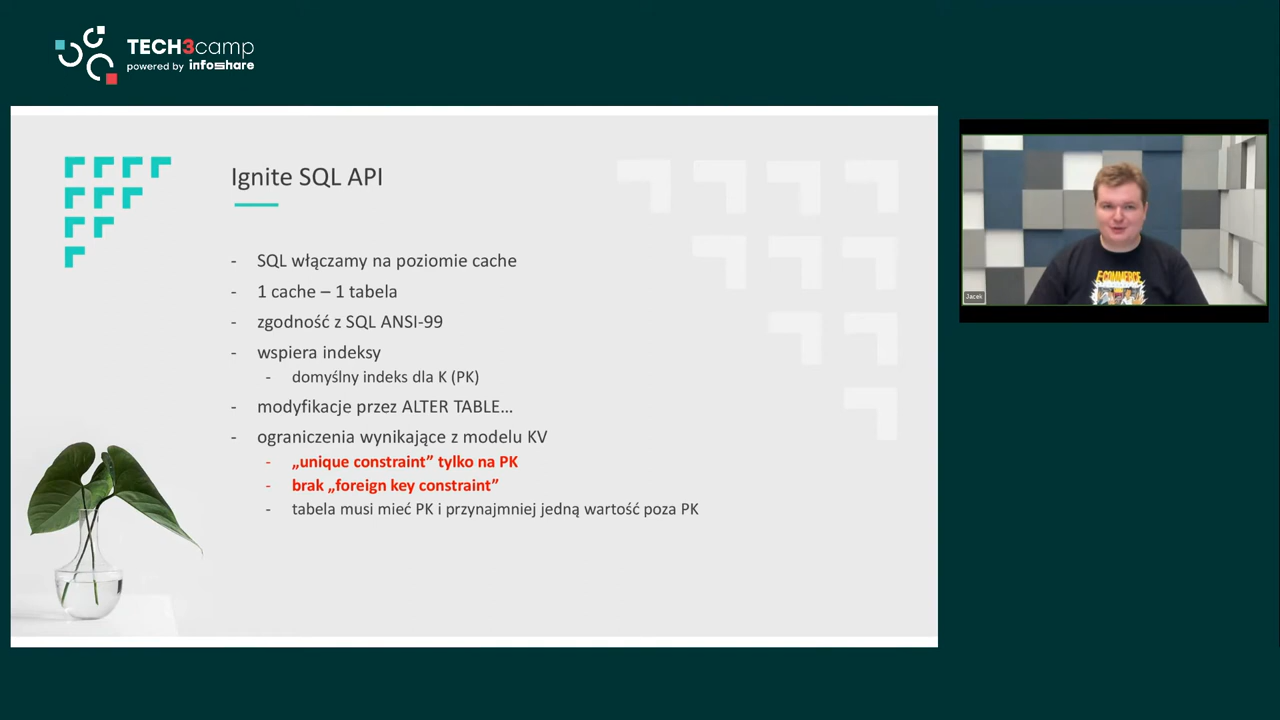 TECH3camp
powered by infoshare
Ignite SQL API
- SQL włączamy na poziomie cache
- 1 cache – 1 tabela
- zgodność z SQL ANSI-99
- wspiera indeksy
- domyślny indeks dla K (PK)
- modyfikacje przez ALTER TABLE…
- ograniczenia wynikające z modelu KV
- „unique constraint” tylko na PK
- brak „foreign key constraint”
- tabela musi mieć PK i przynajmniej jedną wartość poza PK
Jacek
E-COMMERCE